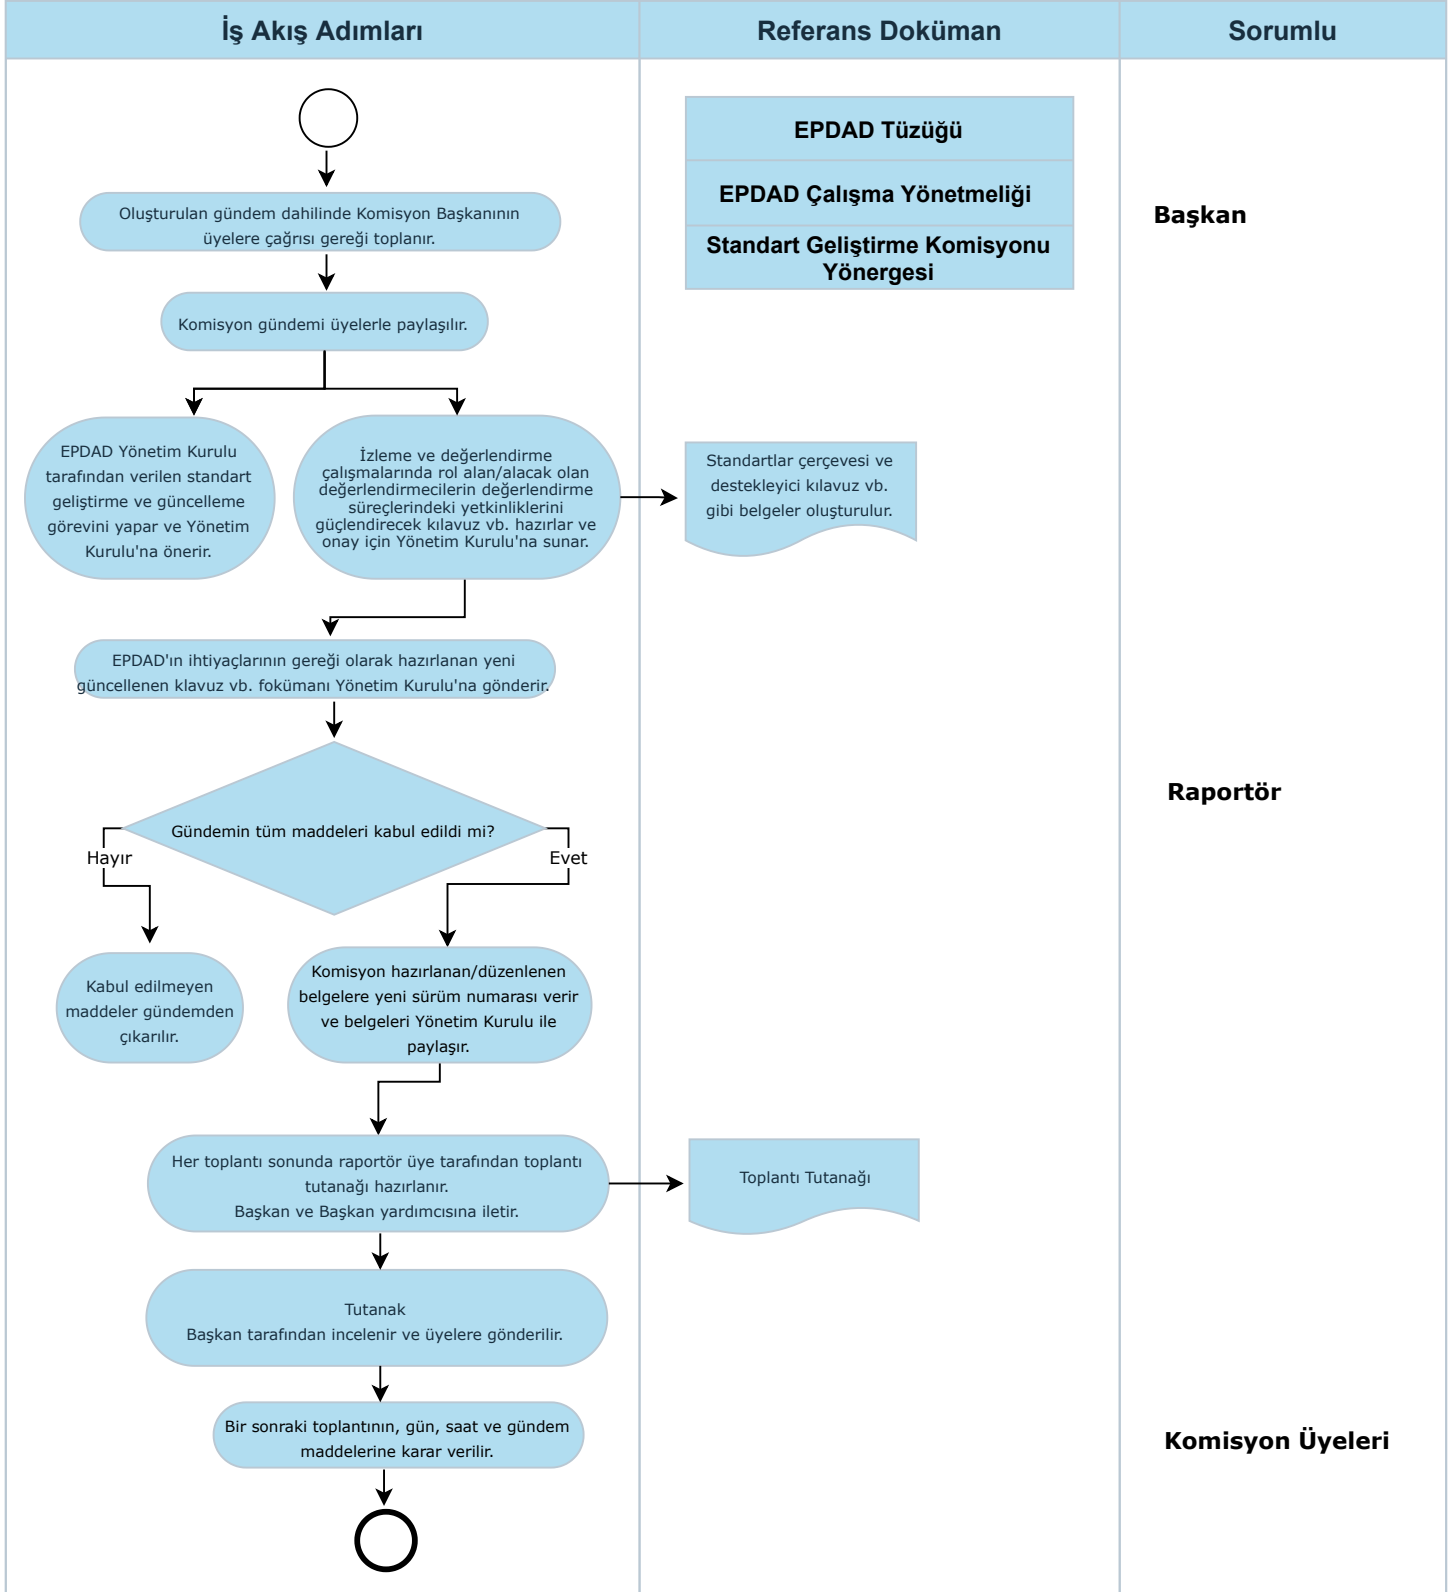 İş Akış Adımları
Referans Doküman
Sorumlu
EPDAD Tüzüğü
EPDAD Çalışma Yönetmeliği
Standart Geliştirme Komisyonu
Yönergesi
Oluşturulan gündem dahilinde Komisyon Başkanının
üyelere çağrısı gereği toplanır.
Başkan
Komisyon gündemi üyelerle paylaşılır.
EPDAD Yönetim Kurulu
tarafından verilen standart
geliştirme ve güncelleme
görevini yapar ve Yönetim
Kurulu'na önerir.
İzleme ve değerlendirme
çalışmalarında rol alan/alacak olan
değerlendirmecilerin değerlendirme
süreçlerindeki yetkinliklerini
güçlendirecek kılavuz vb. hazırlar ve
onay için Yönetim Kurulu'na sunar.
Standartlar çerçevesi ve
destekleyici kılavuz vb.
gibi belgeler oluşturulur.
EPDAD'ın ihtiyaçlarının gereği olarak hazırlanan yeni
güncellenen klavuz vb. fokümanı Yönetim Kurulu'na gönderir.
Raportör
Gündemin tüm maddeleri kabul edildi mi?
Hayır
Evet
Kabul edilmeyen
maddeler gündemden
çıkarılır.
Komisyon hazırlanan/düzenlenen
belgelere yeni sürüm numarası verir
ve belgeleri Yönetim Kurulu ile
paylaşır.
Her toplantı sonunda raportör üye tarafından toplantı
tutanağı hazırlanır.
Başkan ve Başkan yardımcısına iletir.
Toplantı Tutanağı
Tutanak
Başkan tarafından incelenir ve üyelere gönderilir.
Bir sonraki toplantının, gün, saat ve gündem
maddelerine karar verilir.
Komisyon Üyeleri